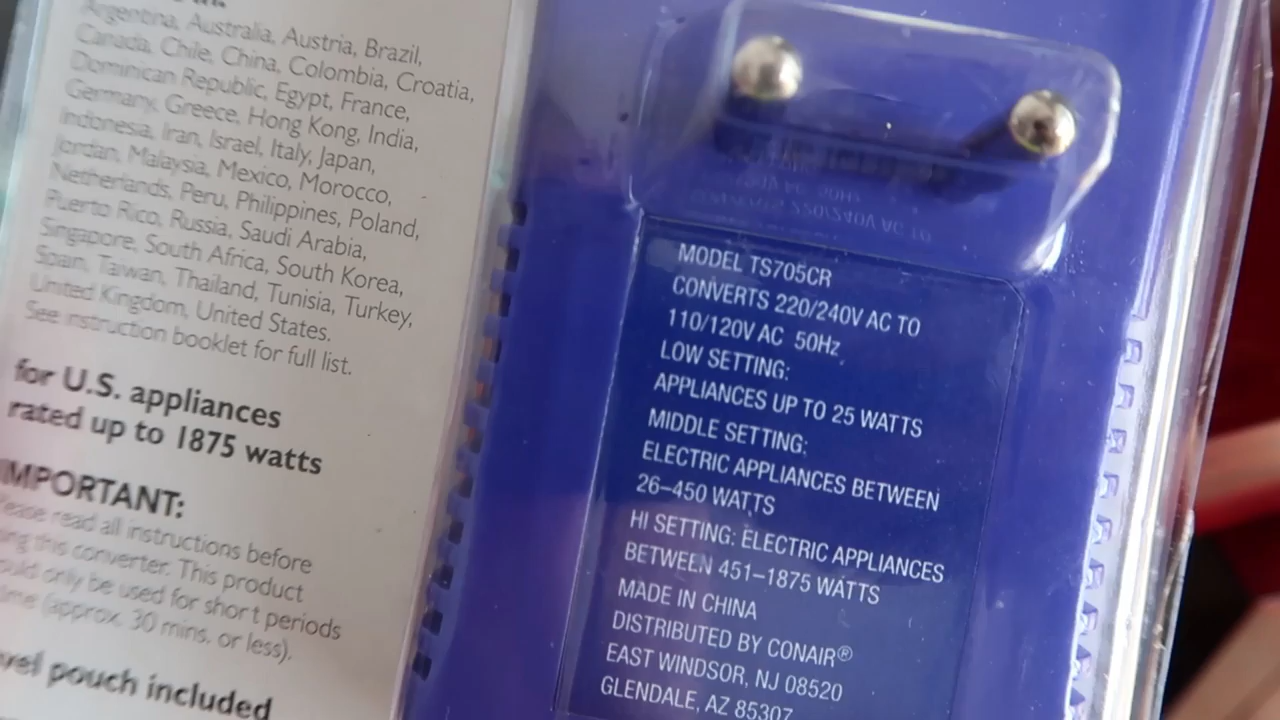 Argentina, Australia, Austria, Brazil,
Canada, Chile, China, Colombia, Croatia,
Dominican Republic, Egypt, France,
Germany, Greece, Hong Kong, India,
Indonesia, Iran, Israel, Italy, Japan,
Jordan, Malaysia, Mexico, Morocco,
Netherlands, Peru, Philippines, Poland,
Puerto Rico, Russia, Saudi Arabia,
Singapore, South Africa, South Korea,
Spain, Taiwan, Thailand, Tunisia, Turkey,
United Kingdom, United States.
See instruction booklet for full list.
for U.S. appliances
rated up to 1875 watts
IMPORTANT:
Please read all instructions before
this converter. This product
only be used for short periods
(approx. 30 mins. or less).
pouch included
MODEL TS705CR
CONVERTS 220/240V AC TO
110/120V AC 50Hz
LOW SETTING:
APPLIANCES UP TO 25 WATTS
MIDDLE SETTING:
ELECTRIC APPLIANCES BETWEEN
26–450 WATTS
HI SETTING: ELECTRIC APPLIANCES
BETWEEN 451–1875 WATTS
MADE IN CHINA
DISTRIBUTED BY CONAIR®
EAST WINDSOR, NJ 08520
GLENDALE, AZ 85307